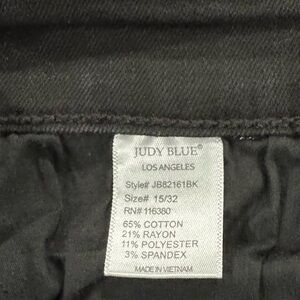 JUDY BLUE®
LOS ANGELES
Style# JB82161BK
Size# 15/32
RN# 116380
65% COTTON
21% RAYON
11% POLYESTER
3% SPANDEX
MADE IN VIETNAM